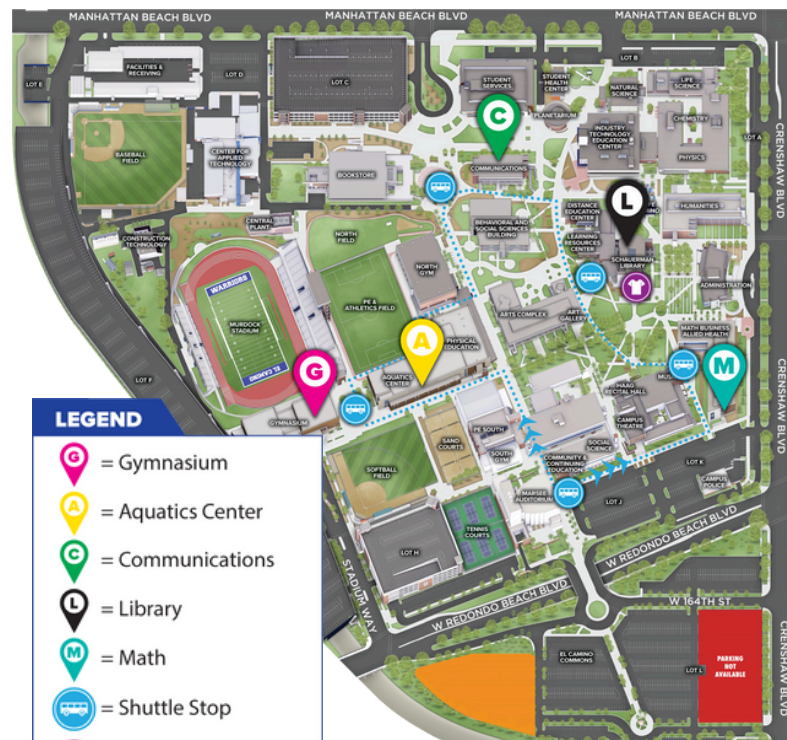 MANHATTAN BEACH BLVD
MANHATTAN BEACH BLVD
MANHATTAN BEACH BLVD
FACILITIES &
RECEIVING
LOT E
LOT D
LOT C
LOT B
STUDENT
SERVICES
STUDENT
HEALTH
CENTER
NATURAL
SCIENCE
LIFE
SCIENCE
PLANETARIUM
CHEMISTRY
C
INDUSTRY
TECHNOLOGY
EDUCATION
CENTER
LOT A
CRENSHAW BLVD
BASEBALL
FIELD
CENTER FOR
APPLIED
TECHNOLOGY
BOOKSTORE
COMMUNICATIONS
PHYSICS
DISTANCE
EDUCATION
CENTER
L
HUMANITIES
CENTRAL
PLANT
NORTH
FIELD
BEHAVIORAL AND
SOCIAL SCIENCES
BUILDING
LEARNING
RESOURCES
CENTER
SCHAUERMAN
LIBRARY
CONSTRUCTION
TECHNOLOGY
NORTH
GYM
ADMINISTRATION
WARRIORS
PE &
ATHLETICS FIELD
ARTS COMPLEX
ART
GALLERY
MURDOCK
STADIUM
A
PHYSICAL
EDUCATION
MATH BUSINESS
ALLIED HEALTH
LOT F
EL CAMINO
G
AQUATICS
CENTER
M
HAAG
RECITAL HALL
CRENSHAW BLVD
GYMNASIUM
SAND
COURTS
PE SOUTH
CAMPUS
THEATRE
SOCIAL
SCIENCE
SOUTH
GYM
COMMUNITY &
CONTINUING
EDUCATION
LOT K
SOFTBALL
FIELD
CAMPUS
POLICE
MARSEE
AUDITORIUM
LOT J
TENNIS
COURTS
LOT H
W REDONDO BEACH BLVD
STADIUM WAY
W REDONDO BEACH BLVD
W 164TH ST
CRENSHAW BLVD
EL CAMINO
COMMONS
LOT L
PARKING
NOT
AVAILABLE
LEGEND
G = Gymnasium
A = Aquatics Center
C = Communications
L = Library
M = Math
= Shuttle Stop